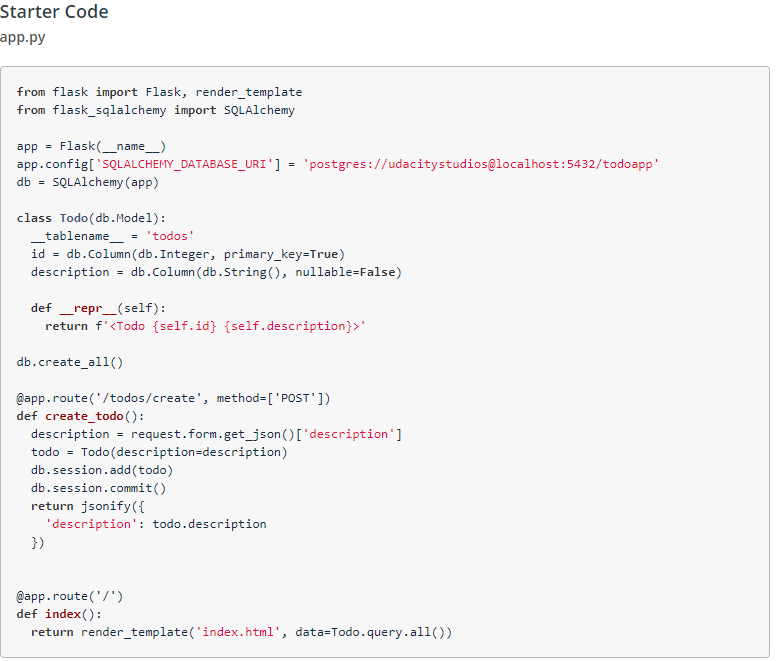 Starter Code
app.py
from flask import Flask, render_template
from flask_sqlalchemy import SQLAlchemy

app = Flask(__name__)
app.config['SQLALCHEMY_DATABASE_URI'] = 'postgres://udacitystudios@localhost:5432/todoapp'
db = SQLAlchemy(app)

class Todo(db.Model):
  __tablename__ = 'todos'
  id = db.Column(db.Integer, primary_key=True)
  description = db.Column(db.String(), nullable=False)

  def __repr__(self):
    return f'<Todo {self.id} {self.description}>'

db.create_all()

@app.route('/todos/create', method=['POST'])
def create_todo():
  description = request.form.get_json()['description']
  todo = Todo(description=description)
  db.session.add(todo)
  db.session.commit()
  return jsonify({
    'description': todo.description
  })


@app.route('/')
def index():
  return render_template('index.html', data=Todo.query.all())